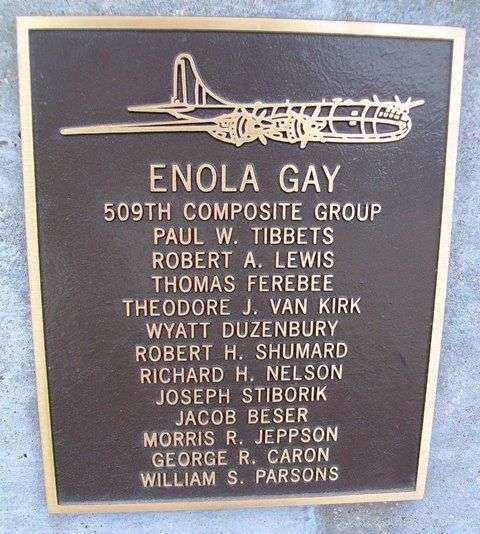 ENOLA GAY
509TH COMPOSITE GROUP
PAUL W. TIBBETS
ROBERT A. LEWIS
THOMAS FEREBEE
THEODORE J. VAN KIRK
WYATT DUZENBURY
ROBERT H. SHUMARD
RICHARD H. NELSON
JOSEPH STIBORIK
JACOB BESER
MORRIS R. JEPPSON
GEORGE R. CARON
WILLIAM S. PARSONS